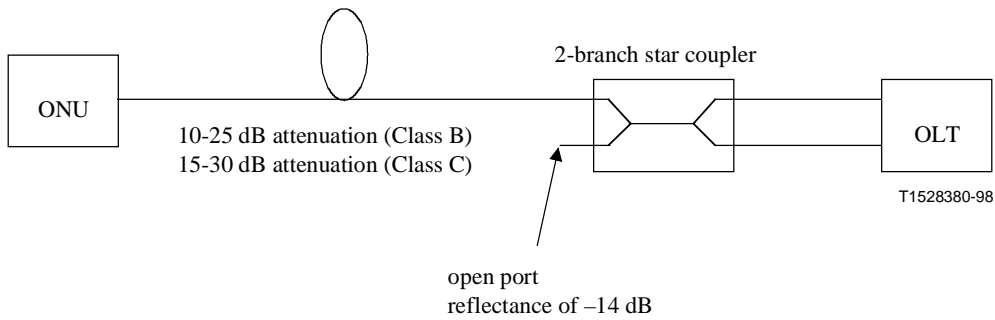 2-branch star coupler
ONU
OLT
10-25 dB attenuation (Class B)
15-30 dB attenuation (Class C)
T1528380-98
open port
reflectance of –14 dB